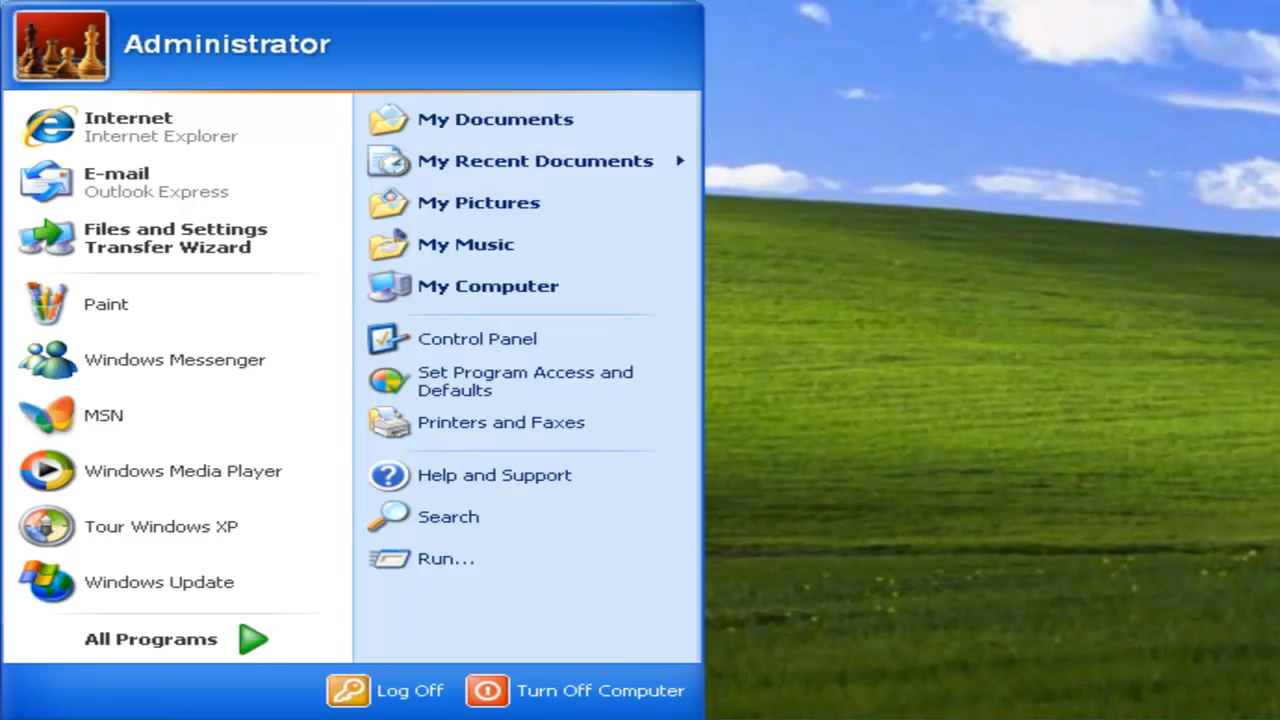 Administrator
Internet
Internet Explorer
E-mail
Outlook Express
Files and Settings
Transfer Wizard
Paint
Windows Messenger
MSN
Windows Media Player
Tour Windows XP
Windows Update
All Programs
My Documents
My Recent Documents
My Pictures
My Music
My Computer
Control Panel
Set Program Access and
Defaults
Printers and Faxes
Help and Support
Search
Run...
Log Off
Turn Off Computer